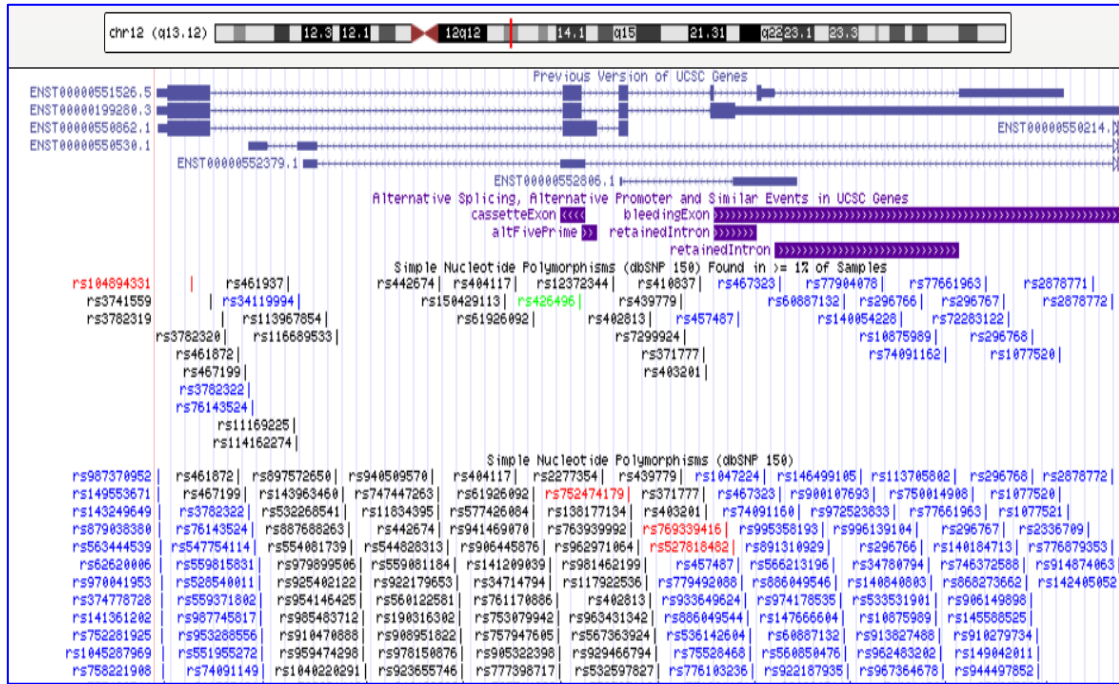 chr12 (q13.12) 12.3 12.1 12q12 14.1 q15 21.31 q22 23.1 23.3
Previous Version of UCSC Genes
ENST00000551526.5
ENST00000199280.3
ENST00000550862.1 ENST00000550214.
ENST00000550530.1
ENST00000552379.1
ENST00000552806.1
Alternative Splicing, Alternative Promoter and Similar Events in UCSC Genes
cassetteExon bleedingExon
altFivePrime retainedIntron
retainedIntron
Simple Nucleotide Polymorphisms (dbSNP 150) Found in >= 1% of Samples
rs104894331 rs461937 rs442674 rs404117 rs12372344 rs410837 rs467323 rs77904078 rs77661963 rs2878771
rs3741559 rs34119994 rs150429113 rs426496 rs439779 rs60887132 rs296766 rs296767 rs2878772
rs3782319 rs113967854 rs61926092 rs402813 rs457487 rs140054228 rs72283122
rs3782320 rs116689533 rs7299924 rs10875989 rs296768
rs461872 rs371777 rs74091162 rs1077520
rs467199 rs403201
rs3782322
rs76143524
rs11169225
rs114162274
Simple Nucleotide Polymorphisms (dbSNP 150)
rs987370952 rs461872 rs897572650 rs940509570 rs404117 rs2277354 rs439779 rs1047224 rs146499105 rs113705802 rs296768 rs2878772
rs149553671 rs467199 rs143963460 rs747447263 rs61926092 rs752474179 rs371777 rs467323 rs900107693 rs750014908 rs1077520
rs143249649 rs3782322 rs532268541 rs11834395 rs577426084 rs138177134 rs403201 rs74091160 rs972523833 rs77661963 rs1077521
rs879038380 rs76143524 rs887688263 rs442674 rs941469070 rs763939992 rs769339416 rs995358193 rs996139104 rs296767 rs2336709
rs563444539 rs547754114 rs554081739 rs544828313 rs906445876 rs962971064 rs527818482 rs891310929 rs296766 rs140184713 rs776879353
rs62620006 rs559815831 rs979899506 rs559081184 rs141209039 rs981462199 rs457487 rs566213196 rs34780794 rs746372588 rs914874063
rs970041953 rs528540011 rs925402122 rs922179653 rs34714794 rs117922536 rs779492088 rs886049546 rs140840803 rs868273662 rs142405052
rs374778728 rs559371802 rs954146425 rs560122581 rs761170886 rs402813 rs933649624 rs974178535 rs533531901 rs906149898
rs141361202 rs987745817 rs985483712 rs190316302 rs753079942 rs963431342 rs886049544 rs147666604 rs10875989 rs145588525
rs752281925 rs953288556 rs910470888 rs908951822 rs757947605 rs567363924 rs536142604 rs60887132 rs913827488 rs910279734
rs1045287969 rs551955272 rs959474298 rs978150876 rs905322398 rs929466794 rs75528468 rs560850476 rs962483202 rs149042011
rs758221908 rs74091149 rs1040220291 rs923655746 rs777398717 rs532597827 rs776103236 rs922187935 rs967364678 rs944497852